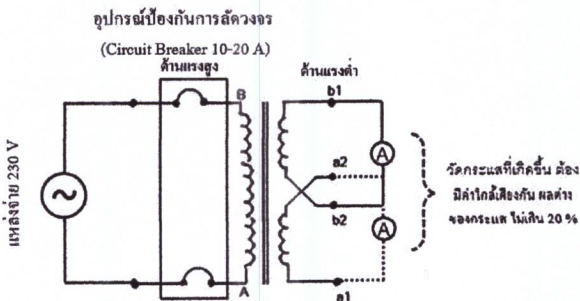 อุปกรณ์ป้องกันการลัดวงจร
(Circuit Breaker 10-20 A)
ด้านแรงสูง
ด้านแรงต่ำ
แหล่งจ่าย 230 V
B
A
b1
a2
b2
a1
A
A
วัดกระแสที่เกิดขึ้น ต้อง
มีค่าใกล้เคียงกัน ผลต่าง
ของกระแส ไม่เกิน 20 %